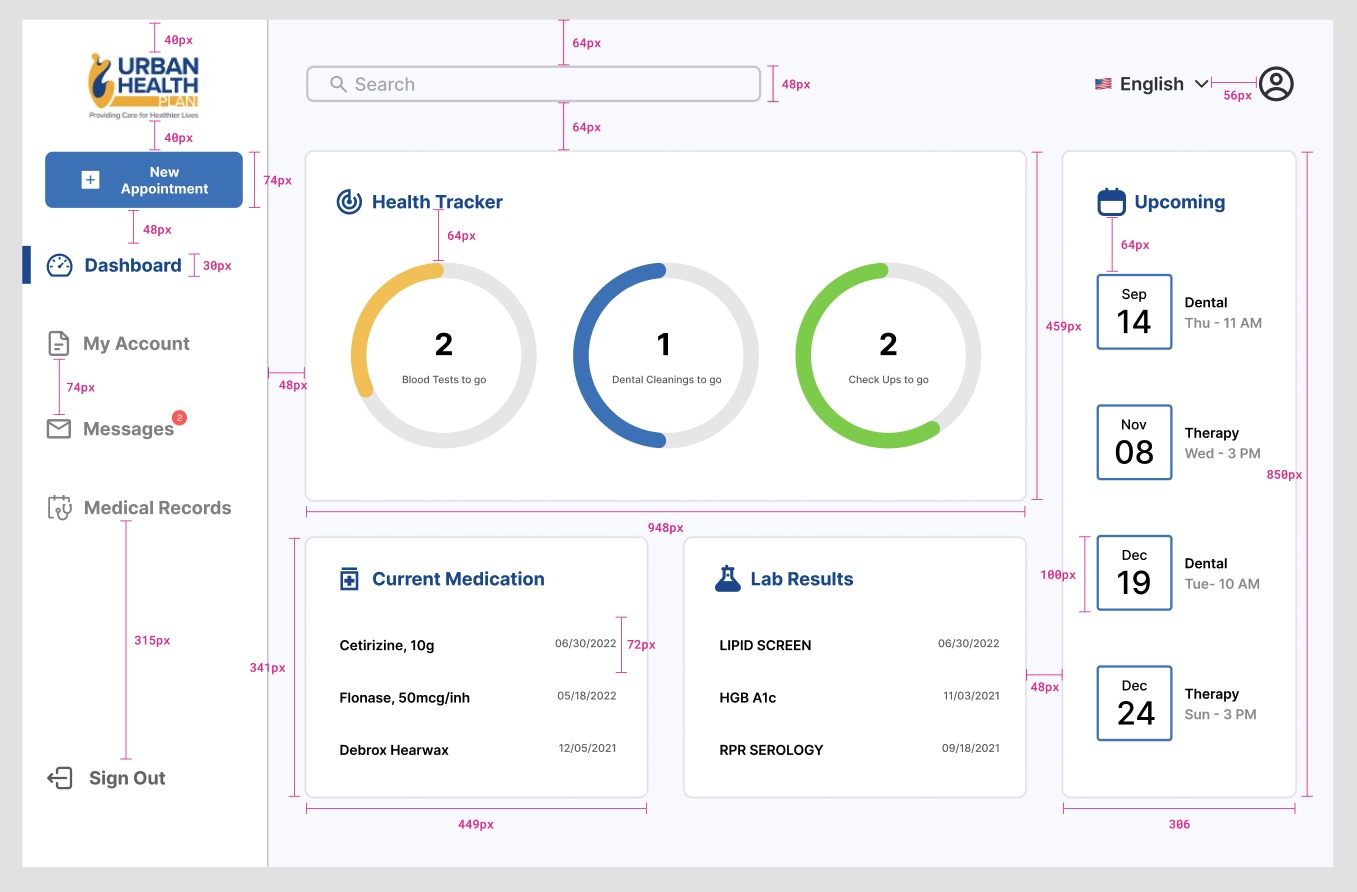 40px
URBAN
HEALTH
PLAN
Providing Care for Healthier Lives
40px
+ New
Appointment
74px
48px
Dashboard
30px
My Account
74px
Messages
2
Medical Records
315px
Sign Out
64px
Search
48px
64px
English
56px
Health Tracker
64px
2
Blood Tests to go
1
Dental Cleanings to go
2
Check Ups to go
48px
459px
948px
Current Medication
Cetirizine, 10g 06/30/2022
72px
Flonase, 50mcg/inh 05/18/2022
Debrox Hearwax 12/05/2021
341px
449px
Lab Results
LIPID SCREEN 06/30/2022
HGB A1c 11/03/2021
RPR SEROLOGY 09/18/2021
48px
Upcoming
64px
Sep
14
Dental
Thu - 11 AM
Nov
08
Therapy
Wed - 3 PM
850px
Dec
19
Dental
Tue- 10 AM
100px
Dec
24
Therapy
Sun - 3 PM
306